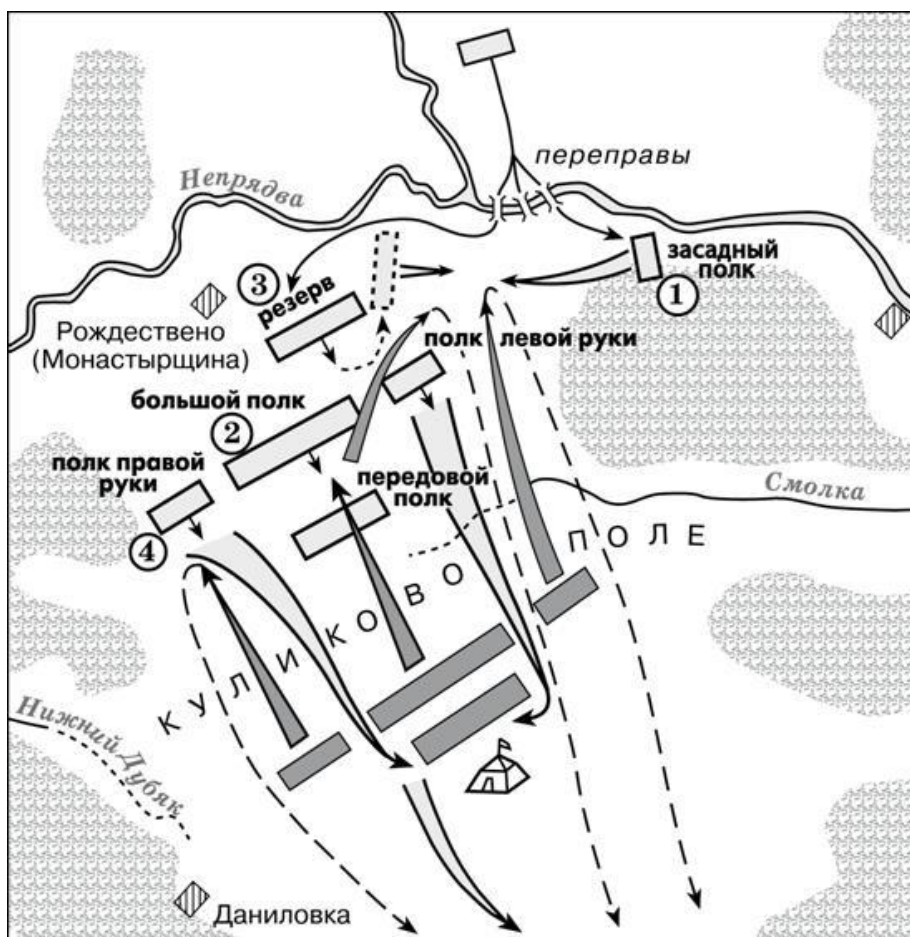 переправы
Непрядва
засадный
полк
1
3
резерв
Рождествено
(Монастырщина)
полк левой руки
большой полк
2
полк правой
руки
передовой
полк
Смолка
4
КУЛИКОВО ПОЛЕ
Нижний Дубяк
Даниловка